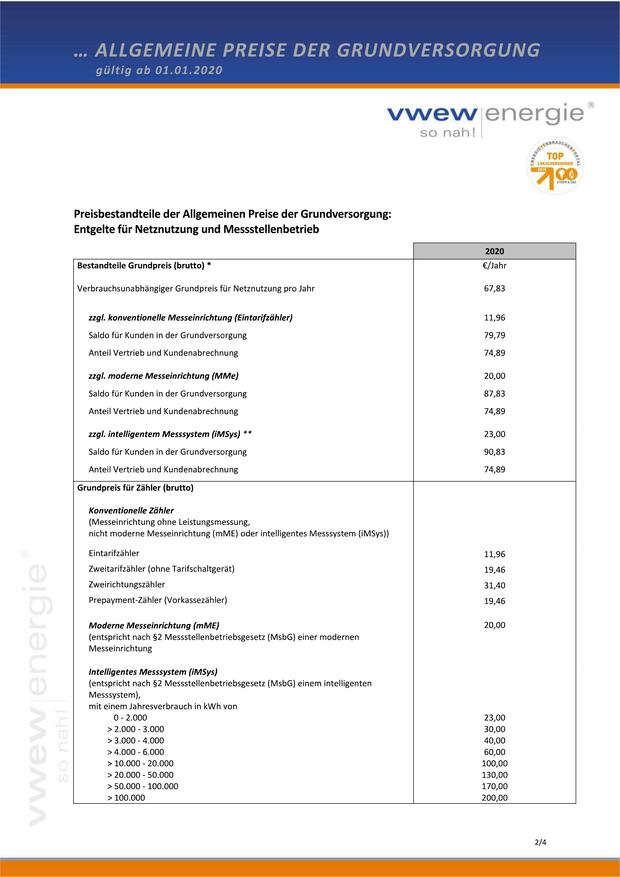 … ALLGEMEINE PREISE DER GRUNDVERSORGUNG
gültig ab 01.01.2020
vwew energie ®
so nah!
ENERGIEVERBRAUCHERPORTAL
TOP
LOKALVERSORGER
100
STROM & GAS
Preisbestandteile der Allgemeinen Preise der Grundversorgung:
Entgelte für Netznutzung und Messstellenbetrieb
2020
Bestandteile Grundpreis (brutto) * €/Jahr
Verbrauchsunabhängiger Grundpreis für Netznutzung pro Jahr 67,83
zzgl. konventionelle Messeinrichtung (Eintarifzähler) 11,96
Saldo für Kunden in der Grundversorgung 79,79
Anteil Vertrieb und Kundenabrechnung 74,89
zzgl. moderne Messeinrichtung (MMe) 20,00
Saldo für Kunden in der Grundversorgung 87,83
Anteil Vertrieb und Kundenabrechnung 74,89
zzgl. intelligentem Messsystem (iMSys) ** 23,00
Saldo für Kunden in der Grundversorgung 90,83
Anteil Vertrieb und Kundenabrechnung 74,89
Grundpreis für Zähler (brutto)
Konventionelle Zähler
(Messeinrichtung ohne Leistungsmessung,
nicht moderne Messeinrichtung (mME) oder intelligentes Messsystem (iMSys))
Eintarifzähler 11,96
Zweitarifzähler (ohne Tarifschaltgerät) 19,46
Zweirichtungszähler 31,40
Prepayment-Zähler (Vorkassezähler) 19,46
Moderne Messeinrichtung (mME) 20,00
(entspricht nach §2 Messstellenbetriebsgesetz (MsbG) einer modernen
Messeinrichtung
Intelligentes Messsystem (iMSys)
(entspricht nach §2 Messstellenbetriebsgesetz (MsbG) einem intelligenten
Messsystem),
mit einem Jahresverbrauch in kWh von
0 - 2.000 23,00
> 2.000 - 3.000 30,00
> 3.000 - 4.000 40,00
> 4.000 - 6.000 60,00
> 10.000 - 20.000 100,00
> 20.000 - 50.000 130,00
> 50.000 - 100.000 170,00
> 100.000 200,00
vwew energie ®
so nah!
2/4